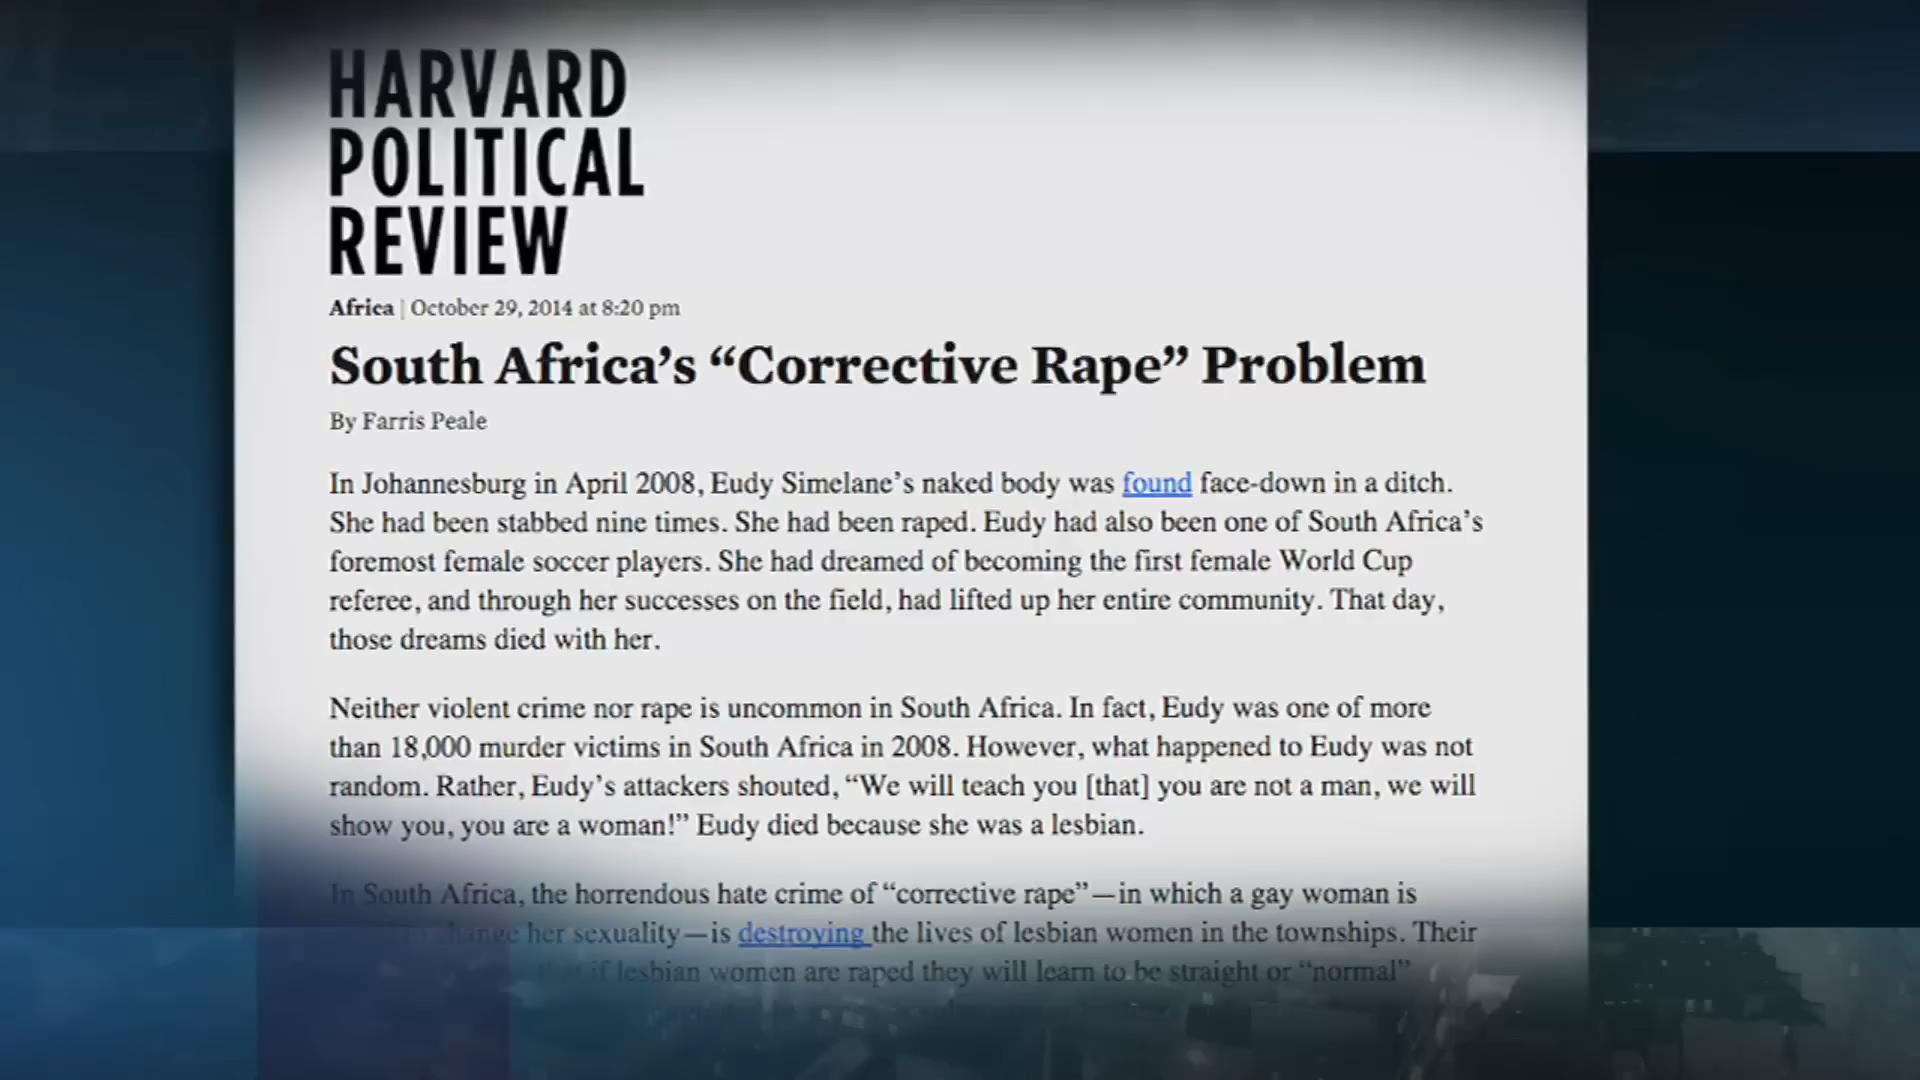 HARVARD
POLITICAL
REVIEW
Africa | October 29, 2014 at 8:20 pm
South Africa’s “Corrective Rape” Problem
By Farris Peale
In Johannesburg in April 2008, Eudy Simelane’s naked body was found face-down in a ditch.
She had been stabbed nine times. She had been raped. Eudy had also been one of South Africa’s
foremost female soccer players. She had dreamed of becoming the first female World Cup
referee, and through her successes on the field, had lifted up her entire community. That day,
those dreams died with her.
Neither violent crime nor rape is uncommon in South Africa. In fact, Eudy was one of more
than 18,000 murder victims in South Africa in 2008. However, what happened to Eudy was not
random. Rather, Eudy’s attackers shouted, “We will teach you [that] you are not a man, we will
show you, you are a woman!” Eudy died because she was a lesbian.
In South Africa, the horrendous hate crime of “corrective rape”—in which a gay woman is
change her sexuality—is destroying the lives of lesbian women in the townships. Their
if lesbian women are raped they will learn to be straight or “normal”